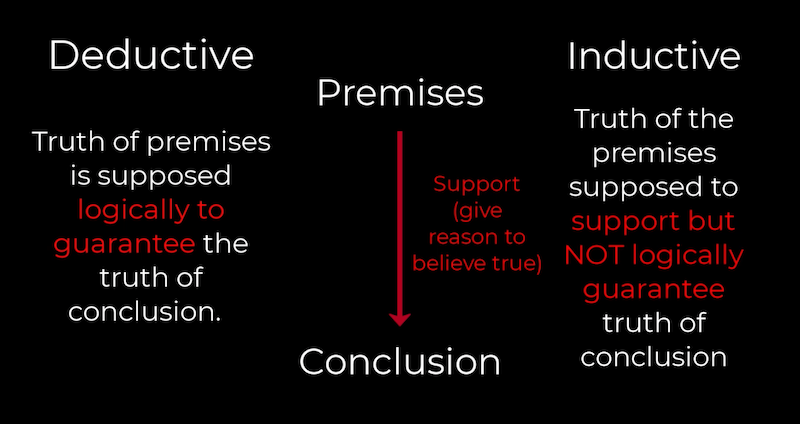 Deductive
Truth of premises
is supposed
logically to
guarantee the
truth of
conclusion.
Premises
Support
(give
reason to
believe true)
Conclusion
Inductive
Truth of the
premises
supposed to
support but
NOT logically
guarantee
truth of
conclusion